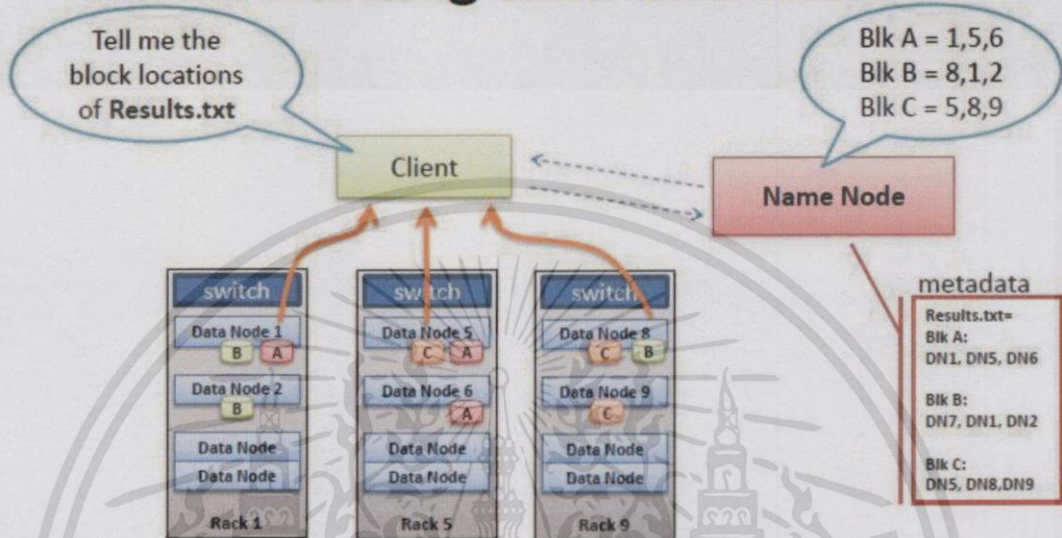 Tell me the
block locations
of Results.txt
Blk A = 1,5,6
Blk B = 8,1,2
Blk C = 5,8,9
Client
Name Node
switch
Data Node 1
B A
Data Node 2
B
Data Node
Data Node
Rack 1
switch
Data Node 5
C A
Data Node 6
A
Data Node
Data Node
Rack 5
switch
Data Node 8
C B
Data Node 9
C
Data Node
Data Node
Rack 9
metadata
Results.txt=
Blk A:
DN1, DN5, DN6
Blk B:
DN7, DN1, DN2
Blk C:
DN5, DN8,DN9